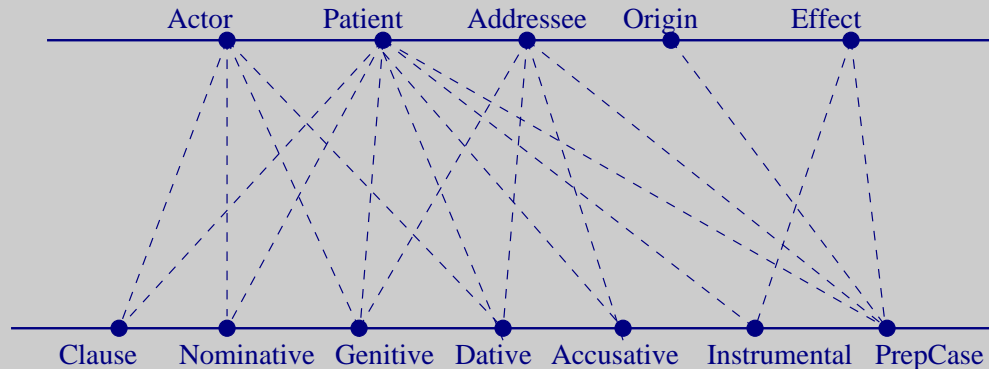 Actor Patient Addressee Origin Effect
Clause Nominative Genitive Dative Accusative Instrumental PrepCase